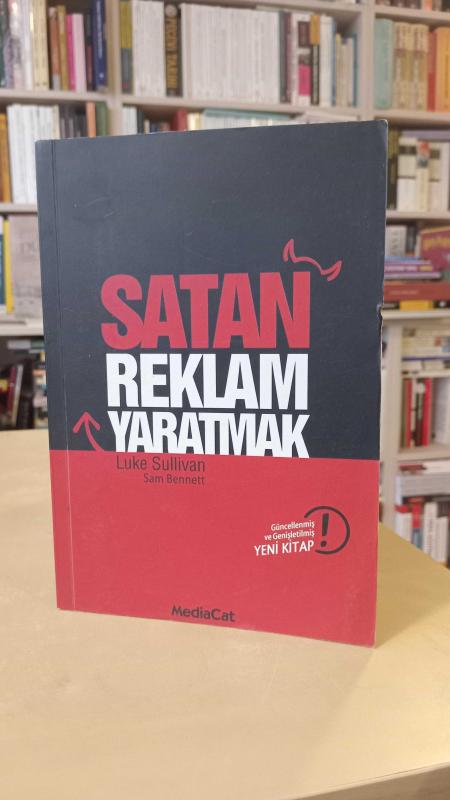 SATAN
REKLAM
YARATMAK
Luke Sullivan
Sam Bennett
Güncellenmiş
ve Genişletilmiş
YENİ KİTAP
!
MediaCat